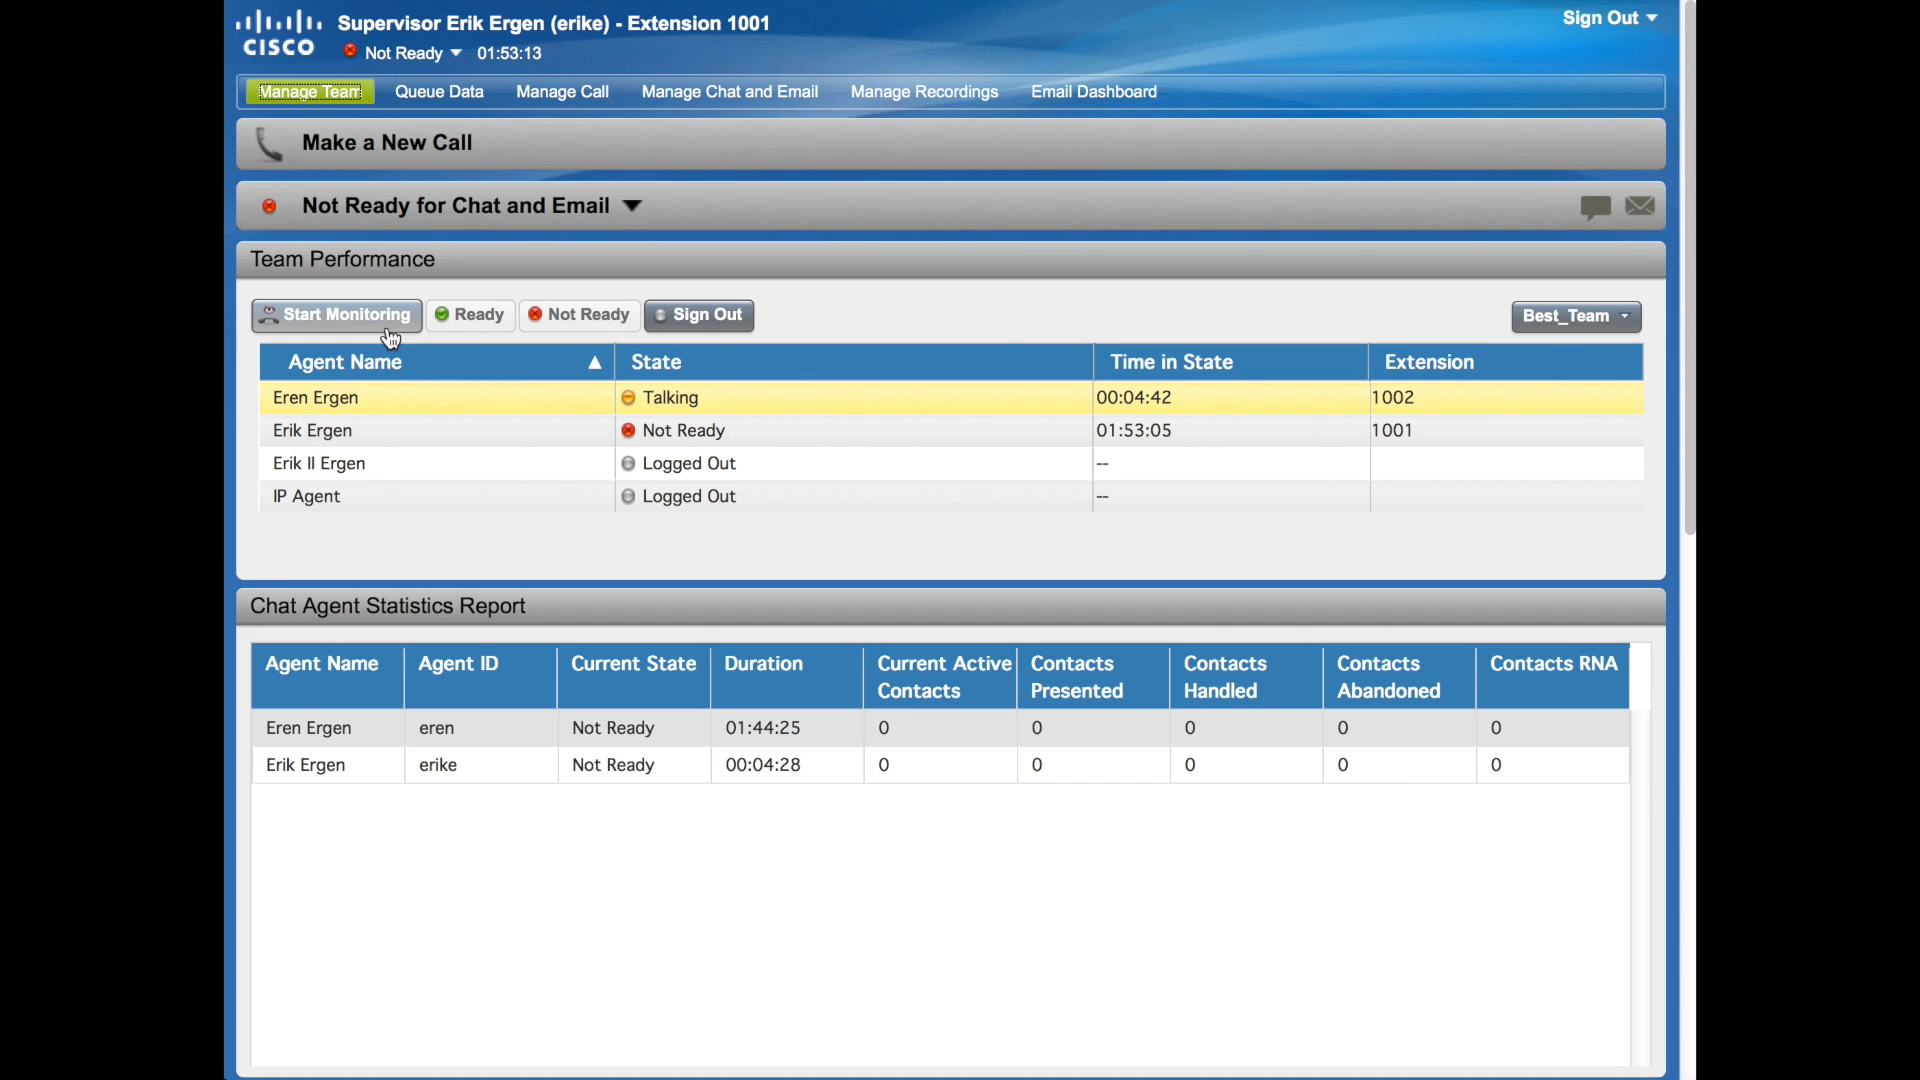 CISCO
Supervisor Erik Ergen (erike) - Extension 1001
Sign Out
Not Ready 01:53:13
Manage Team Queue Data Manage Call Manage Chat and Email Manage Recordings Email Dashboard
Make a New Call
Not Ready for Chat and Email
Team Performance
Start Monitoring Ready Not Ready Sign Out Best_Team
Agent Name State Time in State Extension
Eren Ergen Talking 00:04:42 1002
Erik Ergen Not Ready 01:53:05 1001
Erik II Ergen Logged Out --
IP Agent Logged Out --
Chat Agent Statistics Report
Agent Name Agent ID Current State Duration Current Active Contacts Contacts Presented Contacts Handled Contacts Abandoned Contacts RNA
Eren Ergen eren Not Ready 01:44:25 0 0 0 0 0
Erik Ergen erike Not Ready 00:04:28 0 0 0 0 0